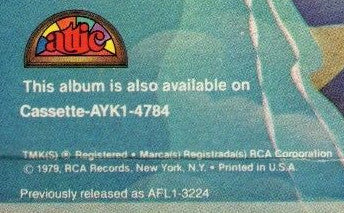 attic
This album is also available on
Cassette-AYK1-4784
TMK(S) ® Registered • Marca(s) Registrada(s) RCA Corporation
© 1979, RCA Records, New York, N.Y. • Printed in U.S.A.
Previously released as AFL1-3224